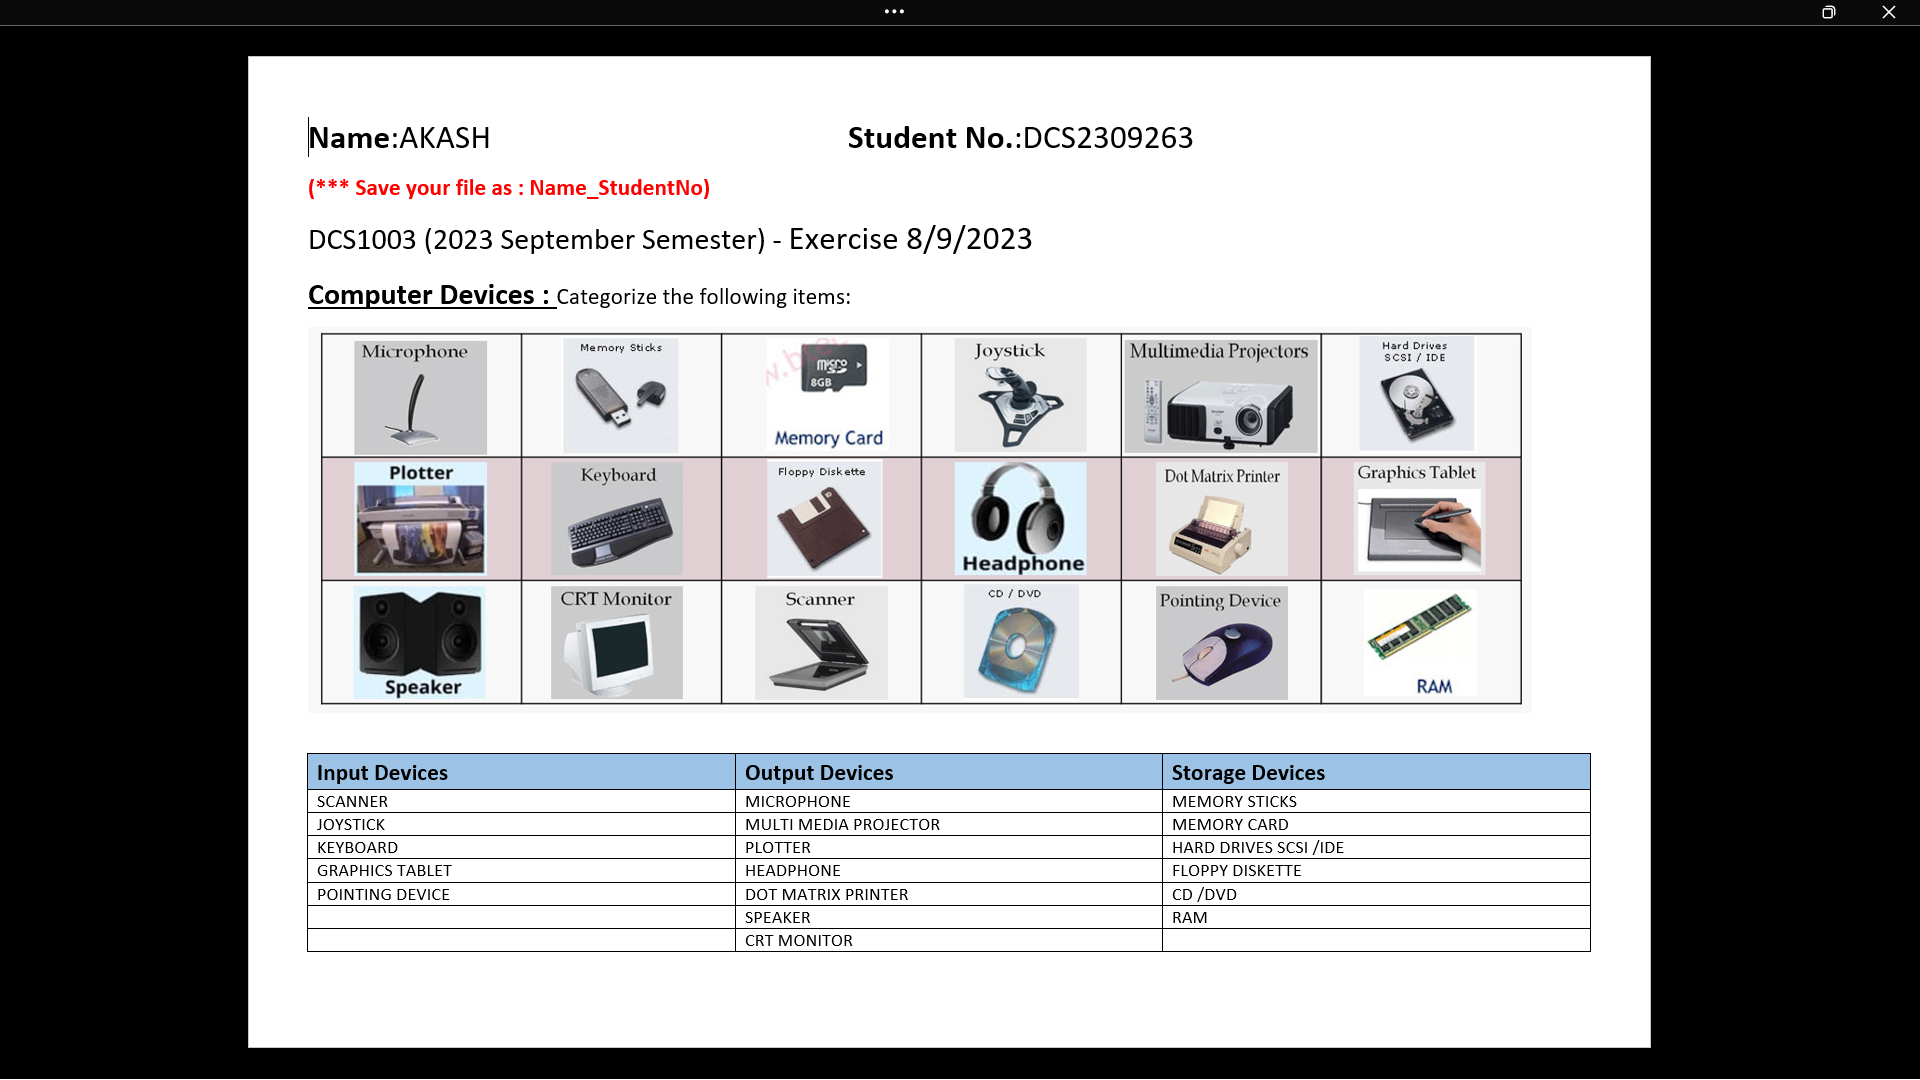 Name:AKASH Student No.:DCS2309263
(*** Save your file as : Name_StudentNo)
DCS1003 (2023 September Semester) - Exercise 8/9/2023
Computer Devices : Categorize the following items:
Microphone Memory Sticks Joystick Multimedia Projectors Hard Drives
SCSI / IDE
Micro
8GB
Memory Card
Plotter Keyboard Floppy Diskette Dot Matrix Printer Graphics Tablet
Headphone
CRT Monitor Scanner CD / DVD Pointing Device
Speaker RAM
Input Devices Output Devices Storage Devices
SCANNER MICROPHONE MEMORY STICKS
JOYSTICK MULTI MEDIA PROJECTOR MEMORY CARD
KEYBOARD PLOTTER HARD DRIVES SCSI /IDE
GRAPHICS TABLET HEADPHONE FLOPPY DISKETTE
POINTING DEVICE DOT MATRIX PRINTER CD /DVD
SPEAKER RAM
CRT MONITOR